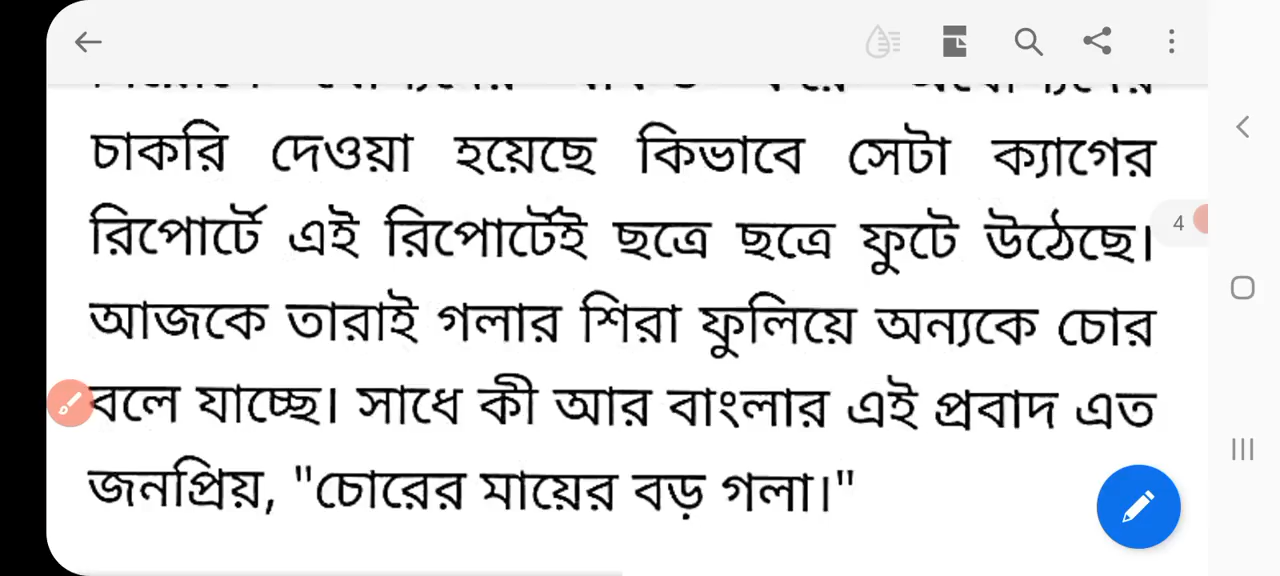 চাকরি দেওয়া হয়েছে কিভাবে সেটা ক্যাগের
রিপোর্টে এই রিপোর্টেই ছত্রে ছত্রে ফুটে উঠেছে।
4
আজকে তারাই গলার শিরা ফুলিয়ে অন্যকে চোর
বলে যাচ্ছে। সাধে কী আর বাংলার এই প্রবাদ এত
জনপ্রিয়, "চোরের মায়ের বড় গলা।"